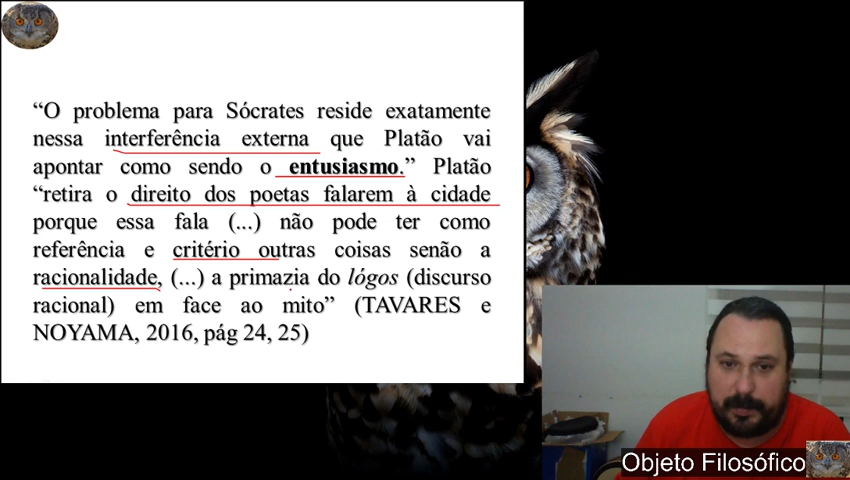 “O problema para Sócrates reside exatamente
nessa interferência externa que Platão vai
apontar como sendo o entusiasmo.” Platão
“retira o direito dos poetas falarem à cidade
porque essa fala (...) não pode ter como
referência e critério outras coisas senão a
racionalidade, (...) a primazia do lógos (discurso
racional) em face ao mito” (TAVARES e
NOYAMA, 2016, pág 24, 25)
Objeto Filosófico